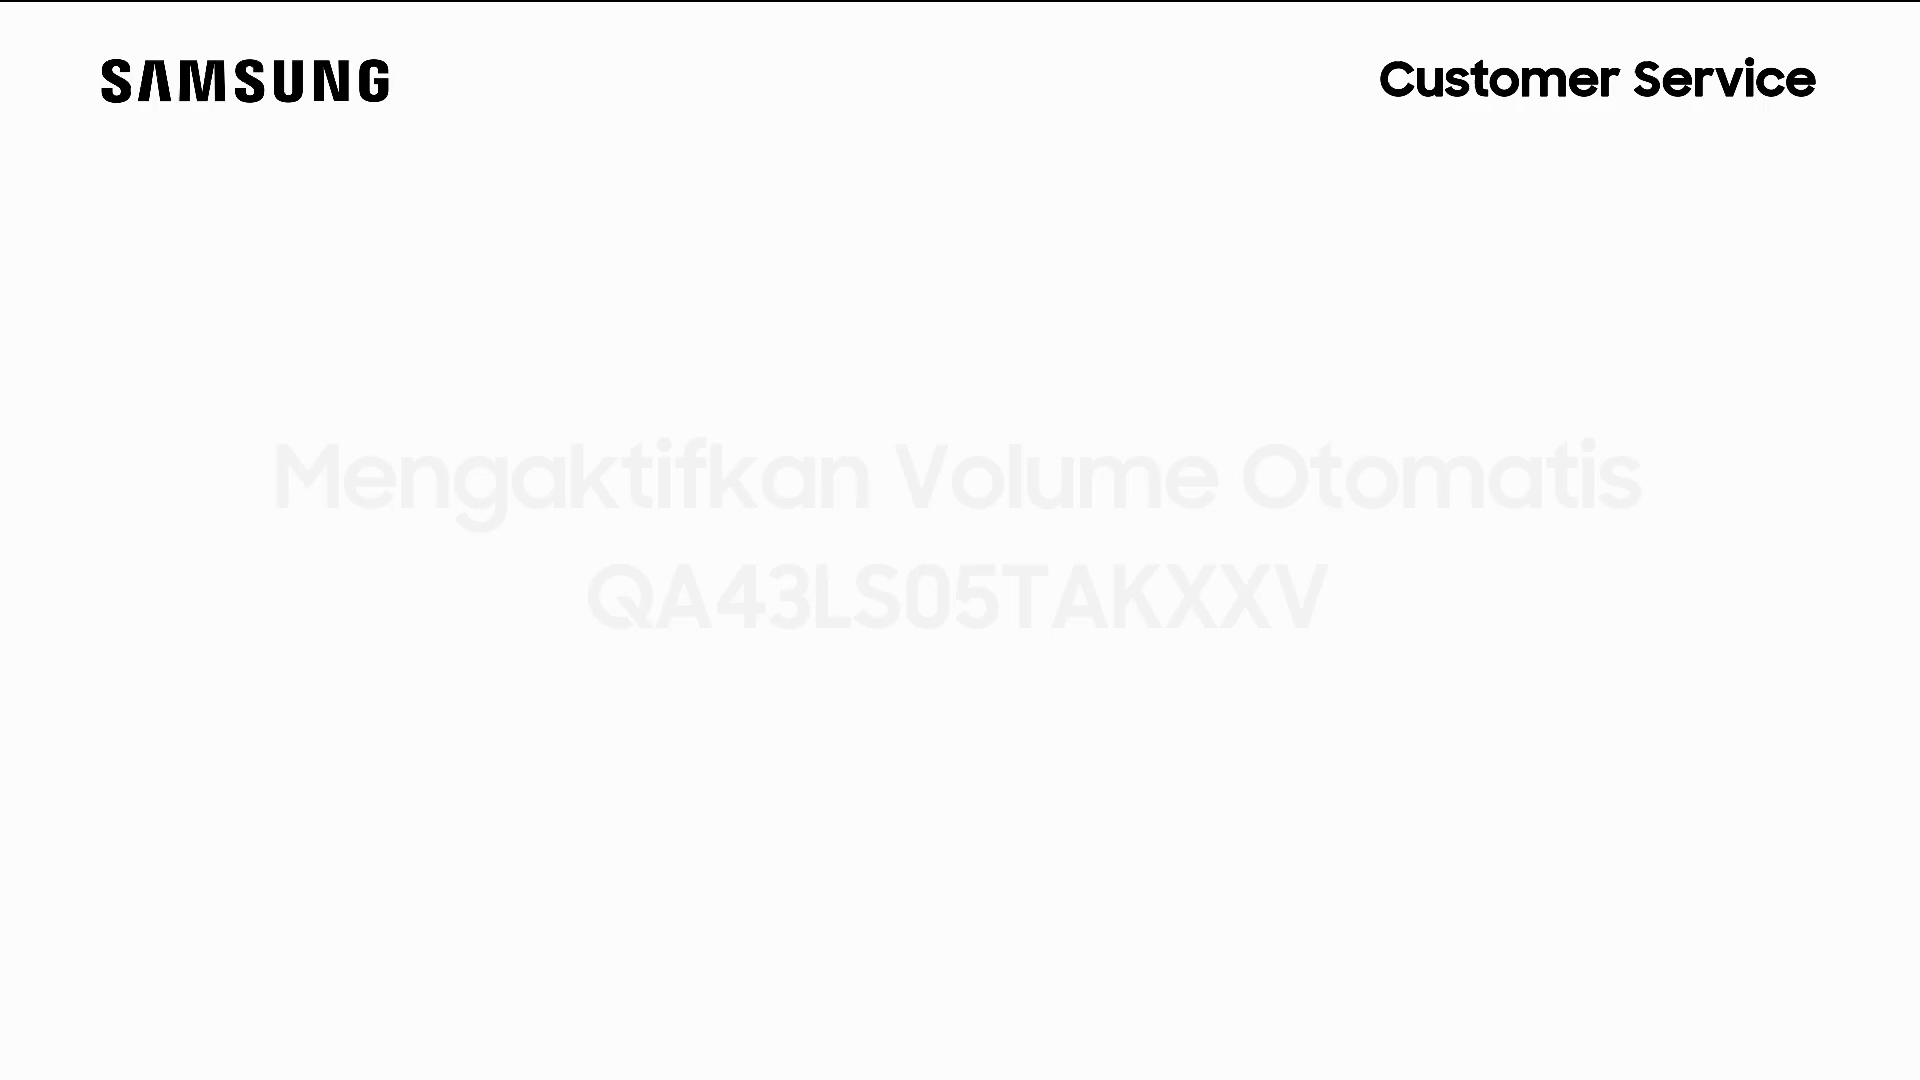 SAMSUNG
Customer Service
Mengaktifkan Volume Otomatis
QA43LS05TAKXXV